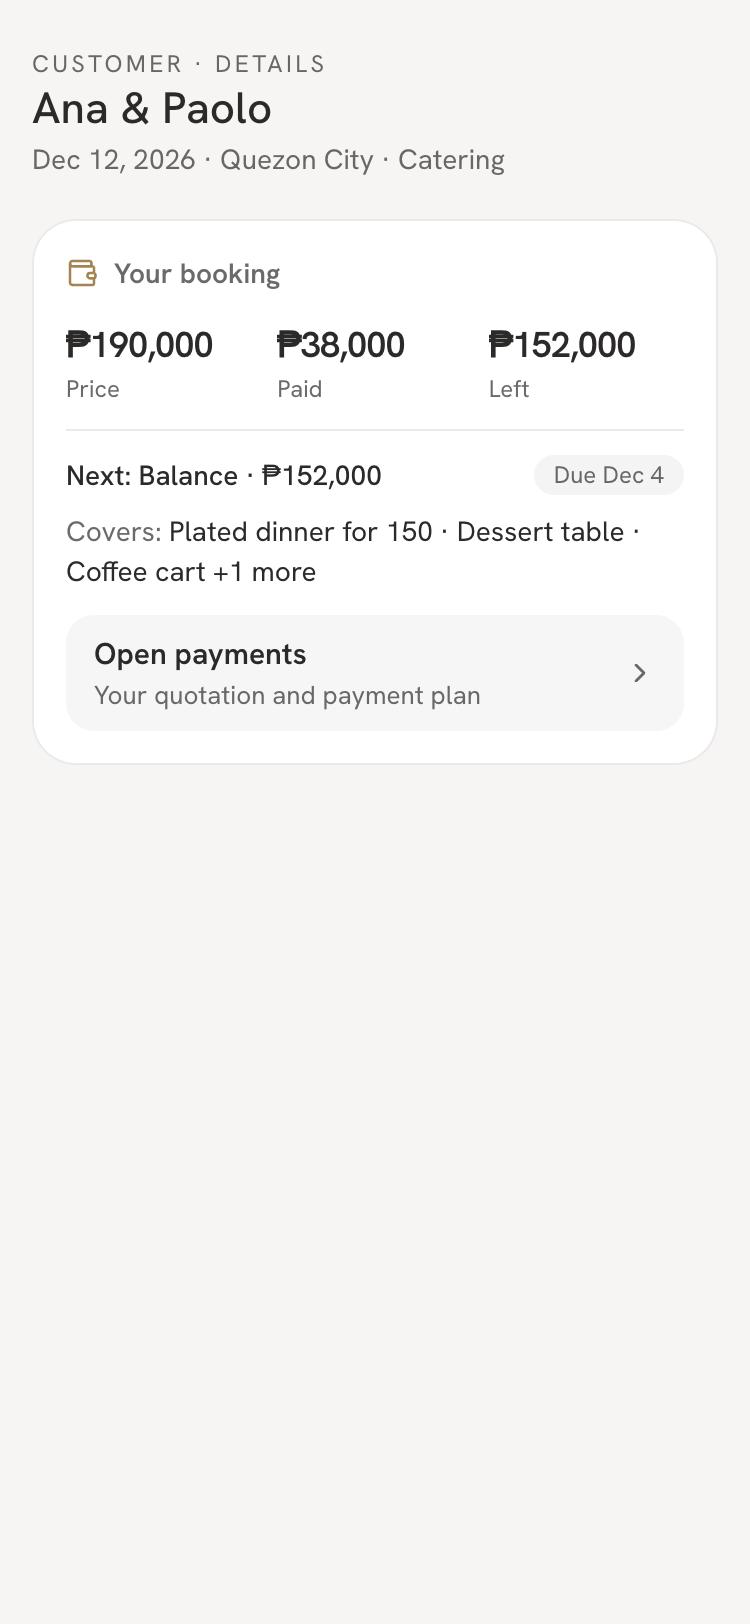 CUSTOMER · DETAILS
Ana & Paolo
Dec 12, 2026 · Quezon City · Catering
Your booking
₱190,000 ₱38,000 ₱152,000
Price Paid Left
Next: Balance · ₱152,000 Due Dec 4
Covers: Plated dinner for 150 · Dessert table ·
Coffee cart +1 more
Open payments
Your quotation and payment plan